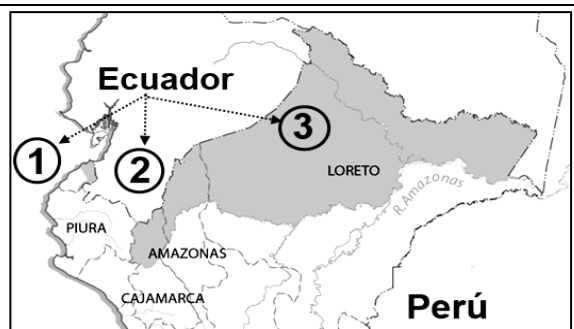 Ecuador
1
2
3
LORETO
R. Amazonas
PIURA
AMAZONAS
CAJAMARCA
Perú